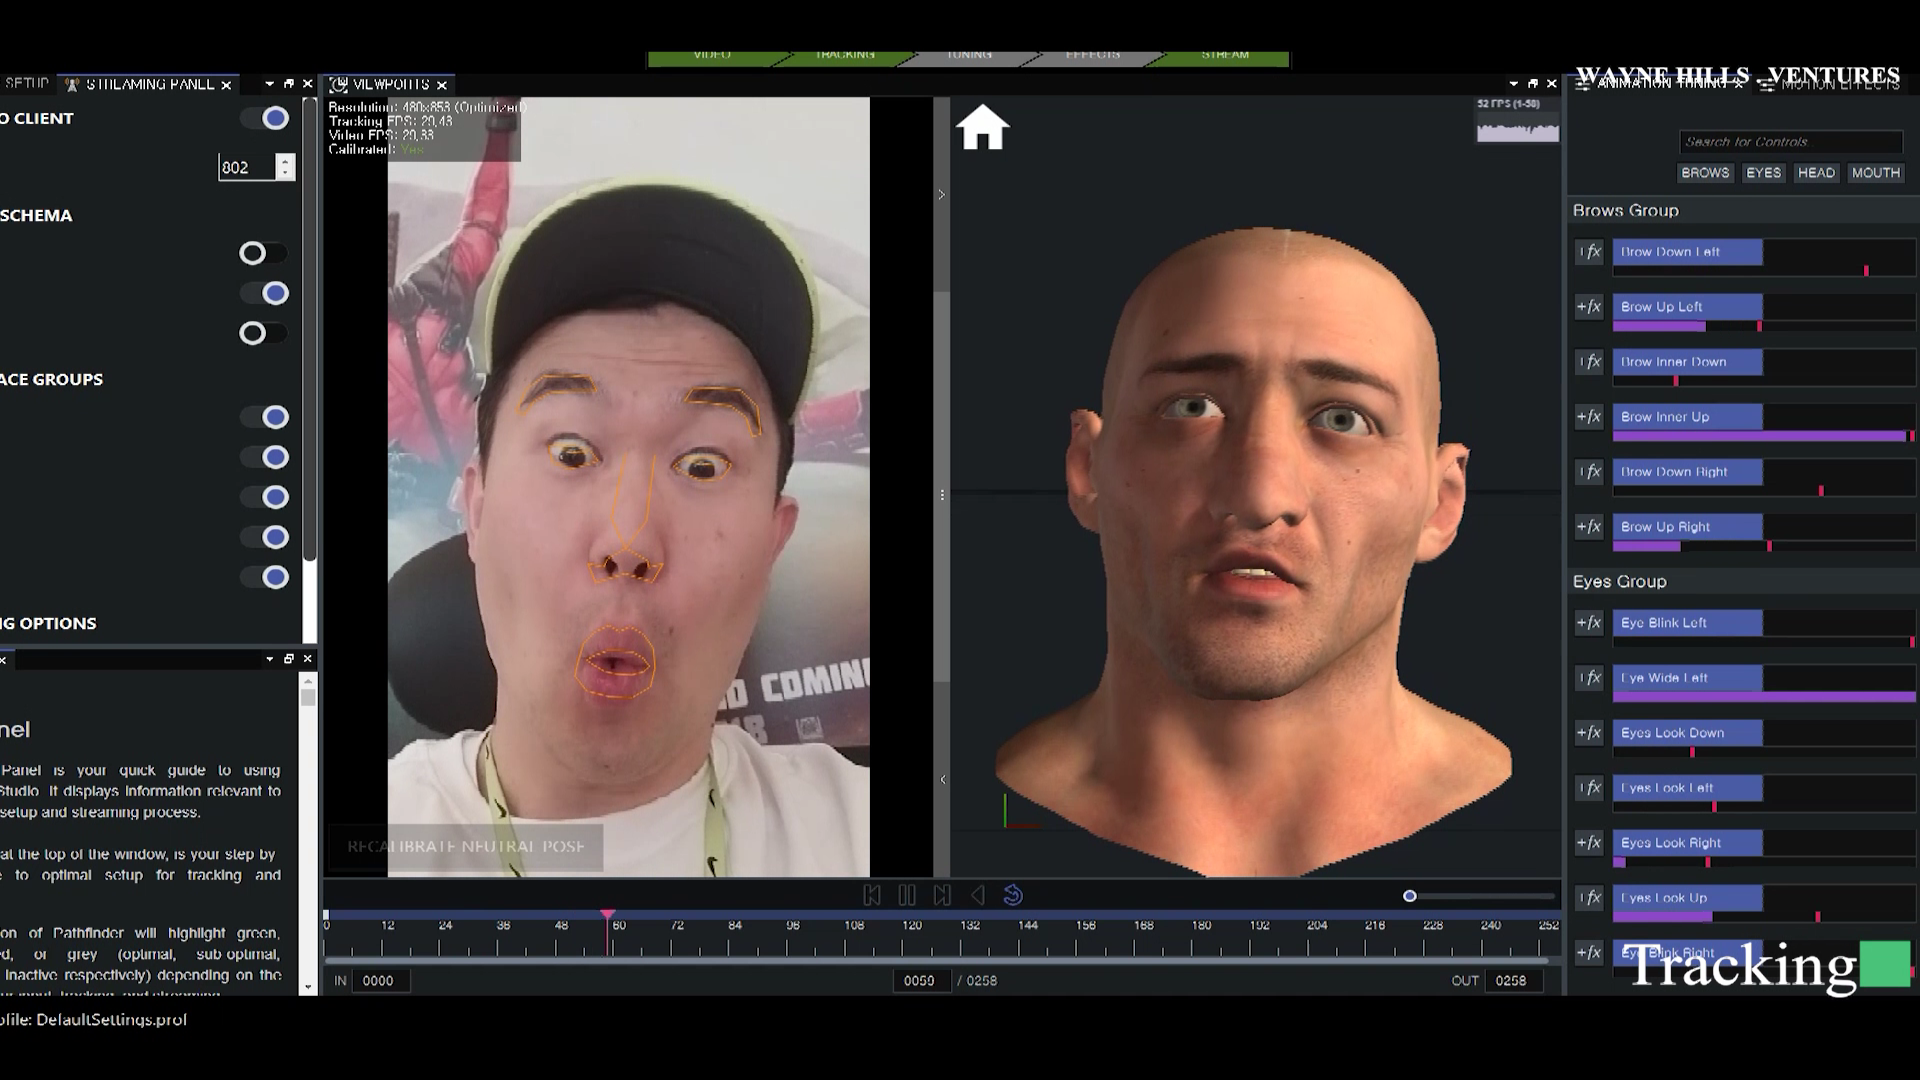 VIDEO
TRACKING
TUNING
EFFECTS
STREAM
SETUP
STREAMING PANEL
VIEWPORTS
WAYNE HILLS VENTURES
ANIMATION TUNING
MOTION EFFECTS
O CLIENT
802
SCHEMA
ACE GROUPS
NG OPTIONS
nel
Panel is your quick guide to using
Studio. It displays information relevant to
setup and streaming process.
at the top of the window, is your step by
to optimal setup for tracking and
on of Pathfinder will highlight green,
d, or grey (optimal, sub optimal,
Inactive respectively) depending on the
ofile: DefaultSettings.prof
Resolution: 480x853 (Optimized)
Tracking FPS: 29,43
Video FPS: 29,33
Calibrated: Yes
D COMING
RECALIBRATE NEUTRAL POSE
52 FPS (1-58)
0 12 24 36 48 60 72 84 96 108 120 132 144 156 168 180 192 204 216 228 240 252
IN 0000
0059 / 0258
OUT 0258
Search for Controls...
BROWS EYES HEAD MOUTH
Brows Group
+fx Brow Down Left
+fx Brow Up Left
+fx Brow Inner Down
+fx Brow Inner Up
+fx Brow Down Right
+fx Brow Up Right
Eyes Group
+fx Eye Blink Left
+fx Eye Wide Left
+fx Eyes Look Down
+fx Eyes Look Left
+fx Eyes Look Right
+fx Eyes Look Up
+fx Eye Blink Right
Tracking